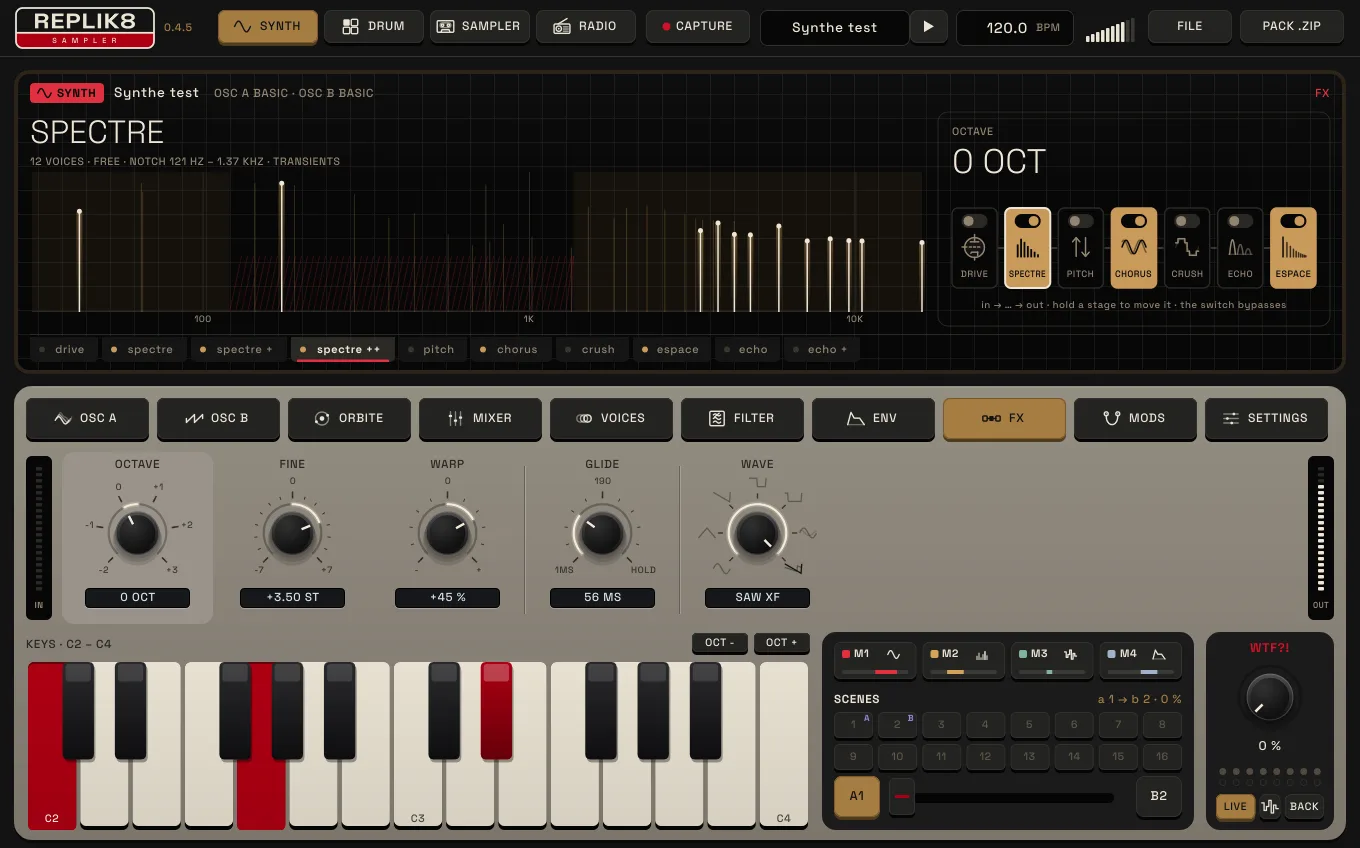 REPLIK8
SAMPLER
0.4.5
SYNTH
DRUM
SAMPLER
RADIO
CAPTURE
Synthe test
120.0 BPM
FILE
PACK .ZIP
SYNTH Synthe test OSC A BASIC · OSC B BASIC
FX
SPECTRE
12 VOICES · FREE · NOTCH 121 HZ – 1.37 KHZ · TRANSIENTS
100 1K 10K
OCTAVE
0 OCT
DRIVE SPECTRE PITCH CHORUS CRUSH ECHO ESPACE
in → … → out · hold a stage to move it · the switch bypasses
drive spectre spectre + spectre ++ pitch chorus crush espace echo echo +
OSC A OSC B ORBITE MIXER VOICES FILTER ENV FX MODS SETTINGS
OCTAVE FINE WARP GLIDE WAVE
0 +1 0 0 190
-1 +2
-2 +3 -7 +7 - + 1MS HOLD
0 OCT +3.50 ST +45 % 56 MS SAW XF
IN
OUT
KEYS · C2 – C4
OCT - OCT +
C2 C3 C4
M1 M2 M3 M4
SCENES a 1 → b 2 · 0 %
1 A 2 B 3 4 5 6 7 8
9 10 11 12 13 14 15 16
A1 B2
WTF?!
0 %
LIVE BACK